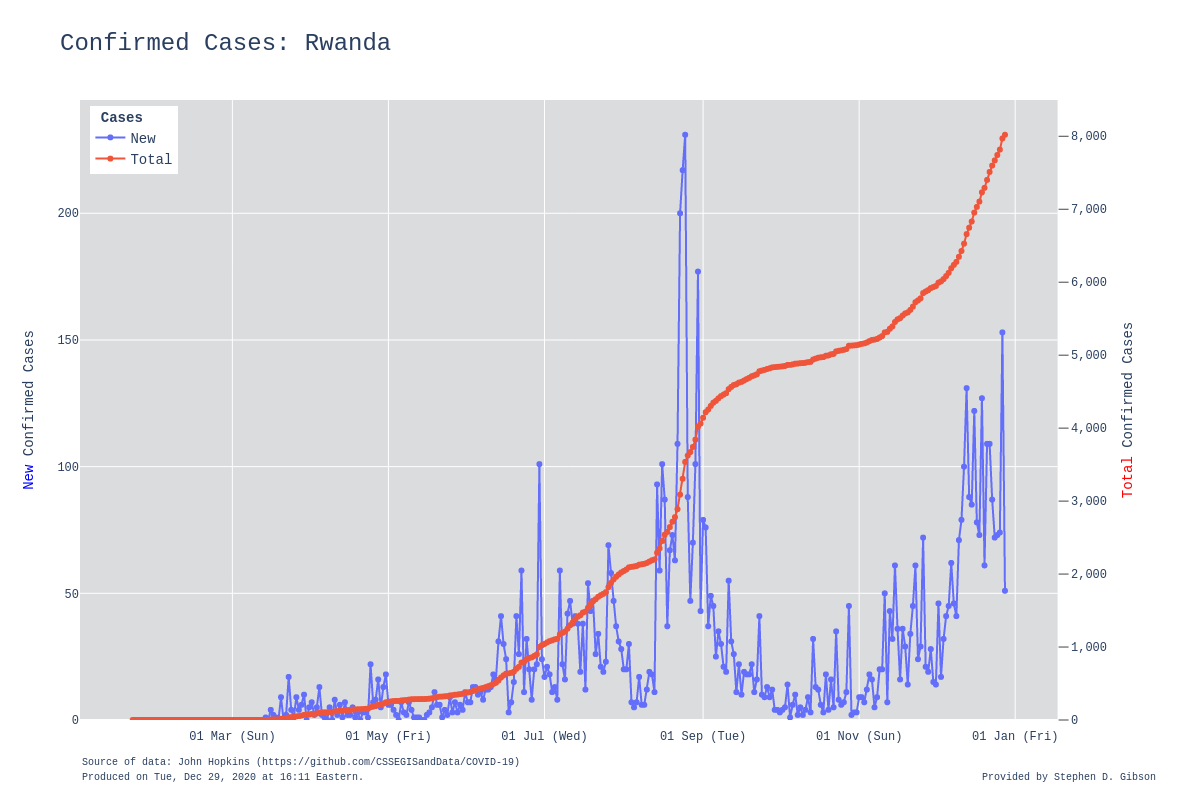 Confirmed Cases: Rwanda
Cases
New
Total
200
150
100
50
0
8,000
7,000
6,000
5,000
4,000
3,000
2,000
1,000
0
New Confirmed Cases
Total Confirmed Cases
01 Mar (Sun)
01 May (Fri)
01 Jul (Wed)
01 Sep (Tue)
01 Nov (Sun)
01 Jan (Fri)
Source of data: John Hopkins (https://github.com/CSSEGISandData/COVID-19)
Produced on Tue, Dec 29, 2020 at 16:11 Eastern.
Provided by Stephen D. Gibson